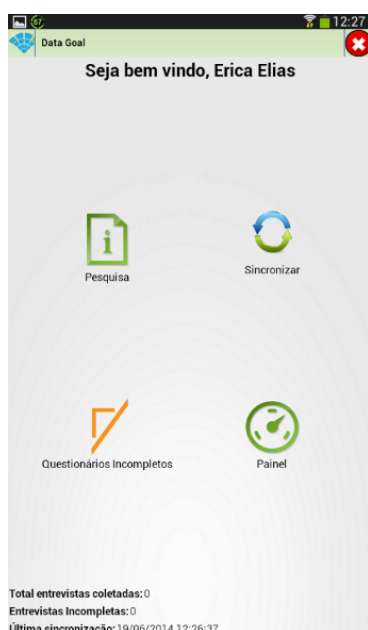 67
12:27
Data Goal
Seja bem vindo, Erica Elias
Pesquisa
Sincronizar
Questionários Incompletos
Painel
Total entrevistas coletadas:0
Entrevistas Incompletas:0
Última sincronização:19/06/2014 12:26:37